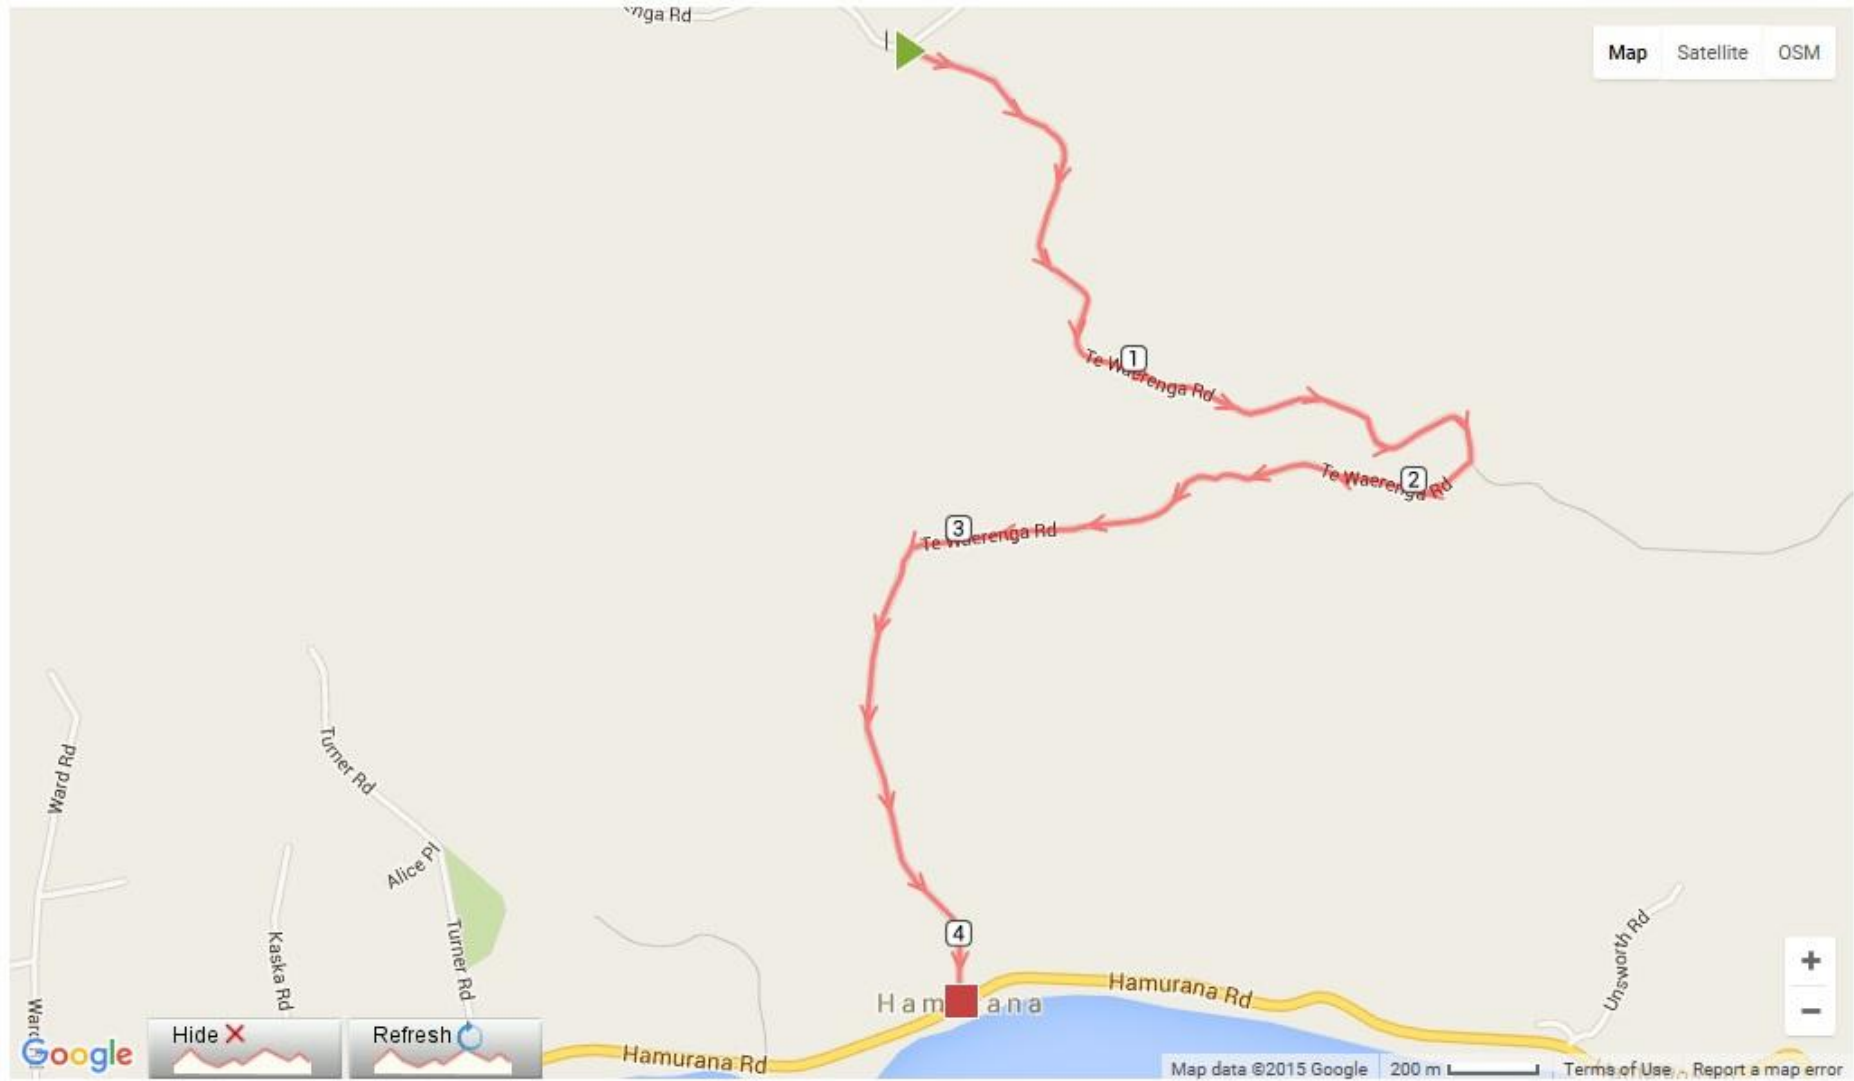 nga Rd
Map Satellite OSM
1
Te Waerenga Rd
2
Te Waerenga Rd
3
Te Waerenga Rd
Turner Rd
Ward Rd
Alice Pl
Kaska Rd
Turner Rd
4
Unsworth Rd
Hamurana Rd
Ham ana
Ward
Hide
Refresh
Google
Hamurana Rd
+
−
Map data ©2015 Google 200 m Terms of Use Report a map error